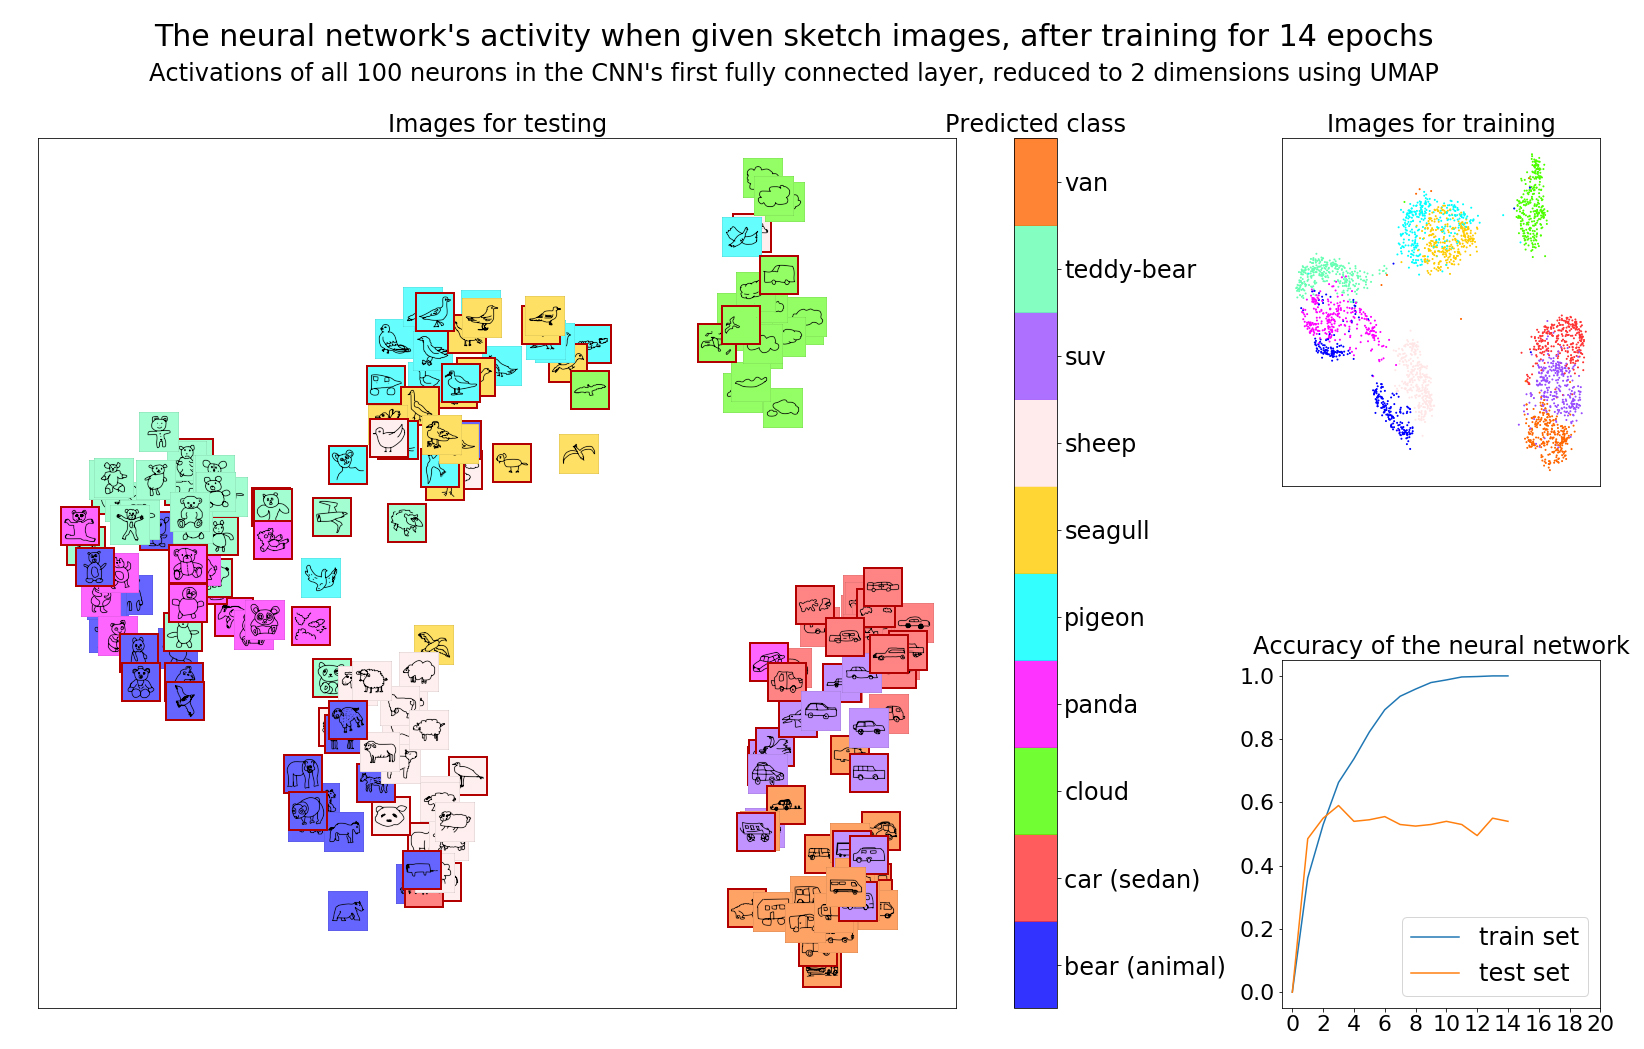 The neural network's activity when given sketch images, after training for 14 epochs
Activations of all 100 neurons in the CNN's first fully connected layer, reduced to 2 dimensions using UMAP
Images for testing
Predicted class
van
teddy-bear
suv
sheep
seagull
pigeon
panda
cloud
car (sedan)
bear (animal)
Images for training
Accuracy of the neural network
1.0
0.8
0.6
0.4
0.2
0.0
train set
test set
0 2 4 6 8 10 12 14 16 18 20